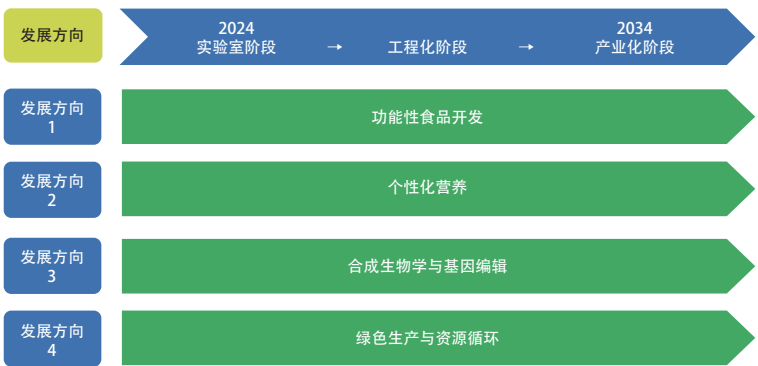 发展方向
2024
实验室阶段
→
工程化阶段
→
2034
产业化阶段
发展方向
1
功能性食品开发
发展方向
2
个性化营养
发展方向
3
合成生物学与基因编辑
发展方向
4
绿色生产与资源循环